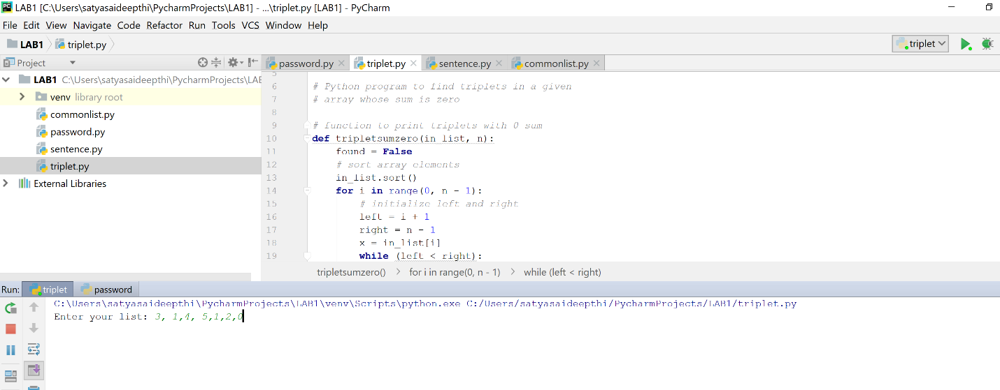 LAB1 [C:\Users\satyasaideepthi\PycharmProjects\LAB1] - ...\triplet.py [LAB1] - PyCharm
File Edit View Navigate Code Refactor Run Tools VCS Window Help
LAB1 triplet.py triplet
Project password.py triplet.py sentence.py commonlist.py
LAB1 C:\Users\satyasaideepthi\PycharmProjects\LAB
venv library root
commonlist.py
password.py
sentence.py
triplet.py
External Libraries
5
6 # Python program to find triplets in a given
7 # array whose sum is zero
8
9 # function to print triplets with 0 sum
10 def tripletsumzero(in_list, n):
11 found = False
12 # sort array elements
13 in_list.sort()
14 for i in range(0, n - 1):
15 # initialize left and right
16 left = i + 1
17 right = n - 1
18 x = in_list[i]
19 while (left < right):
tripletsumzero() > for i in range(0, n - 1) > while (left < right)
Run: triplet password
C:\Users\satyasaideepthi\PycharmProjects\LAB1\venv\Scripts\python.exe C:/Users/satyasaideepthi/PycharmProjects/LAB1/triplet.py
Enter your list: 3, 1,4, 5,1,2,0